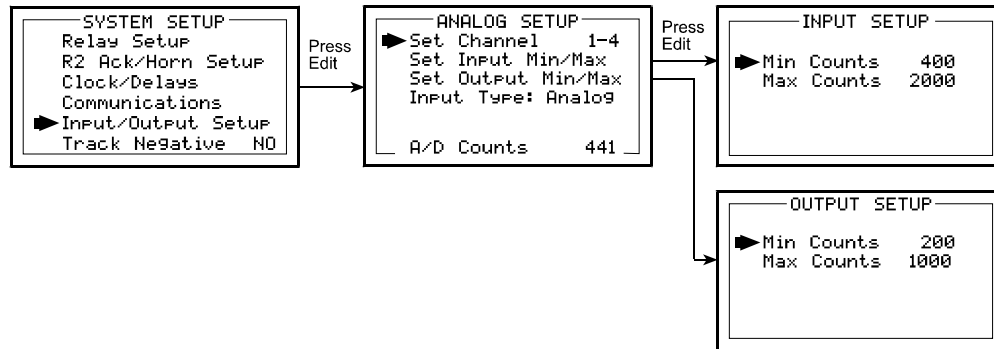 SYSTEM SETUP
Relay Setup
R2 Ack/Horn Setup
Clock/Delays
Communications
Input/Output Setup
Track Negative NO
Press
Edit
ANALOG SETUP
Set Channel 1-4
Set Input Min/Max
Set Output Min/Max
Input Type: Analog
A/D Counts 441
Press
Edit
INPUT SETUP
Min Counts 400
Max Counts 2000
OUTPUT SETUP
Min Counts 200
Max Counts 1000